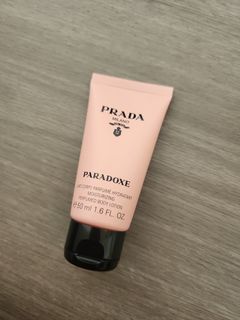 PRADA
MILANO
PARADOXE
LAIT CORPS PARFUMÉ HYDRATANT
MOISTURIZING
PERFUMED BODY LOTION
e 50 ml 1.6 FL. OZ.